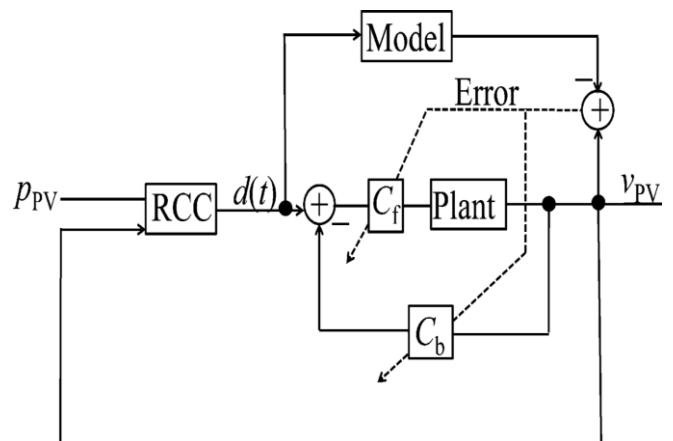 Model
−
+
Error
p_PV
RCC
d(t)
+
−
C_f
Plant
v_PV
C_b